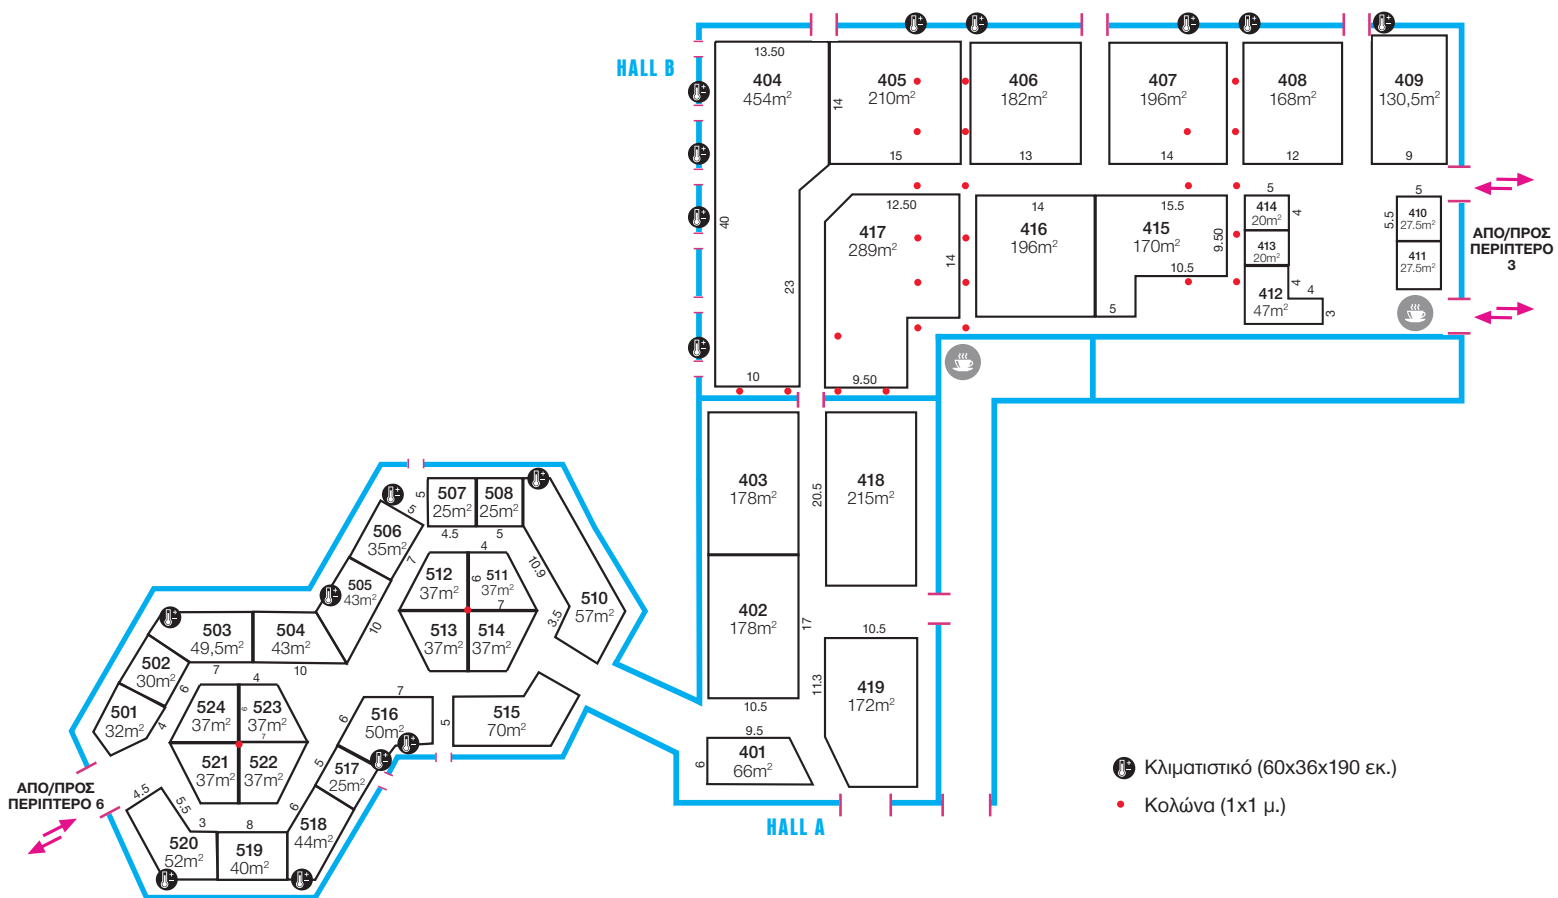 HALL B
13.50
404
454m²
40
23
10
14
405
210m²
15
406
182m²
13
407
196m²
14
408
168m²
12
409
130,5m²
9
12.50
417
289m²
14
9.50
14
416
196m²
15.5
415
170m²
9.50
10.5
5
5
414
20m²
4
413
20m²
4
412
47m²
4
3
5
5.5
410
27.5m²
411
27.5m²
ΑΠΟ/ΠΡΟΣ
ΠΕΡΙΠΤΕΡΟ
3
403
178m²
20.5
418
215m²
402
178m²
17
10.5
10.5
11.3
419
172m²
9.5
6
401
66m²
HALL A
5
507
25m²
4.5
508
25m²
5
5
506
35m²
7
505
43m²
10
4
512
37m²
6
511
37m²
7
513
37m²
514
37m²
10.9
3.5
510
57m²
503
49,5m²
7
504
43m²
10
502
30m²
6
501
32m²
4
4
524
37m²
6
523
37m²
7
521
37m²
522
37m²
7
6
516
50m²
5
515
70m²
5
517
25m²
6
518
44m²
8
519
40m²
4.5
5.5
3
520
52m²
ΑΠΟ/ΠΡΟΣ
ΠΕΡΙΠΤΕΡΟ 6
Κλιματιστικό (60x36x190 εκ.)
Κολώνα (1x1 μ.)